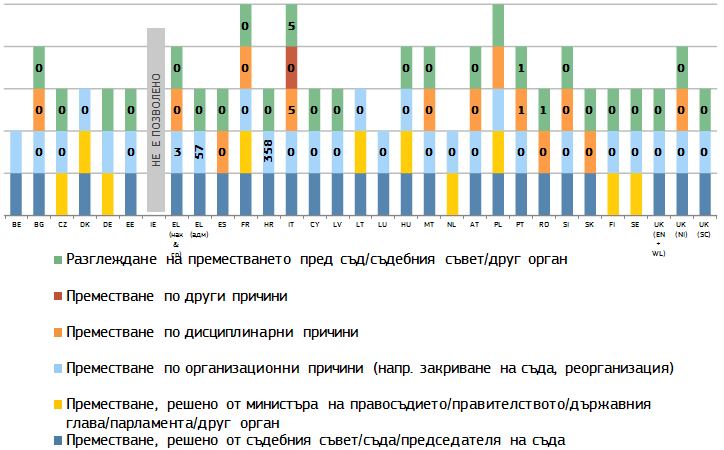 0 5
0 0 0 0 0 0 0 1 0 0
0 0 0 0 0 0 0 0 5 0 0 0 0 0 0 1 1 0 0 0 0 0 0 0
0 0 0 3 57 0 358 0 0 0 0 0 0 0 0 0 0 0 0 0 0 0 0
НЕ Е ПОЗВОЛЕНО
BE BG CZ DK DE EE IE EL EL FR HR IT CY LV ES LT LU HU MT NL AT PL PT RO SI SK FI SE UK UK UK
(нак (адм) (EN (NI) (SC)
& +
WL)
Разглеждане на преместването пред съд/съдебния съвет/друг орган
Преместване по други причини
Преместване по дисциплинарни причини
Преместване по организационни причини (напр. закриване на съда, реорганизация)
Преместване, решено от министъра на правосъдието/правителството/държавния
глава/парламента/друг орган
Преместване, решено от съдебния съвет/съда/председателя на съда